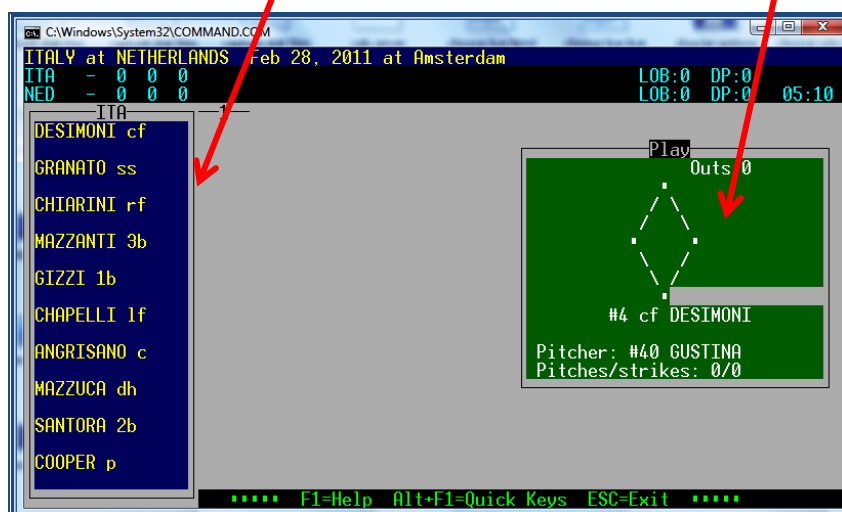 C:\Windows\System32\COMMAND.COM
ITALY at NETHERLANDS Feb 28, 2011 at Amsterdam
ITA - 0 0 0 LOB:0 DP:0
NED - 0 0 0 LOB:0 DP:0 05:10
ITA 1
DESIMONI cf
GRANATO ss
CHIARINI rf
MAZZANTI 3b
GIZZI 1b
CHAPELLI lf
ANGRISANO c
MAZZUCA dh
SANTORA 2b
COOPER p
Play
Outs:0
#4 cf DESIMONI
Pitcher: #40 GUSTINA
Pitches/strikes: 0/0
F1=Help Alt+F1=Quick Keys ESC=Exit